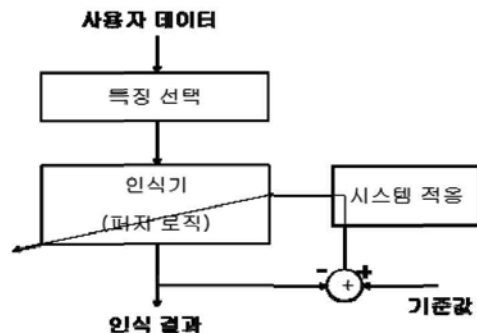 사용자 데이터
특징 선택
인식기
(퍼지 로직)
시스템 적응
- +
+
기준값
인식 결과